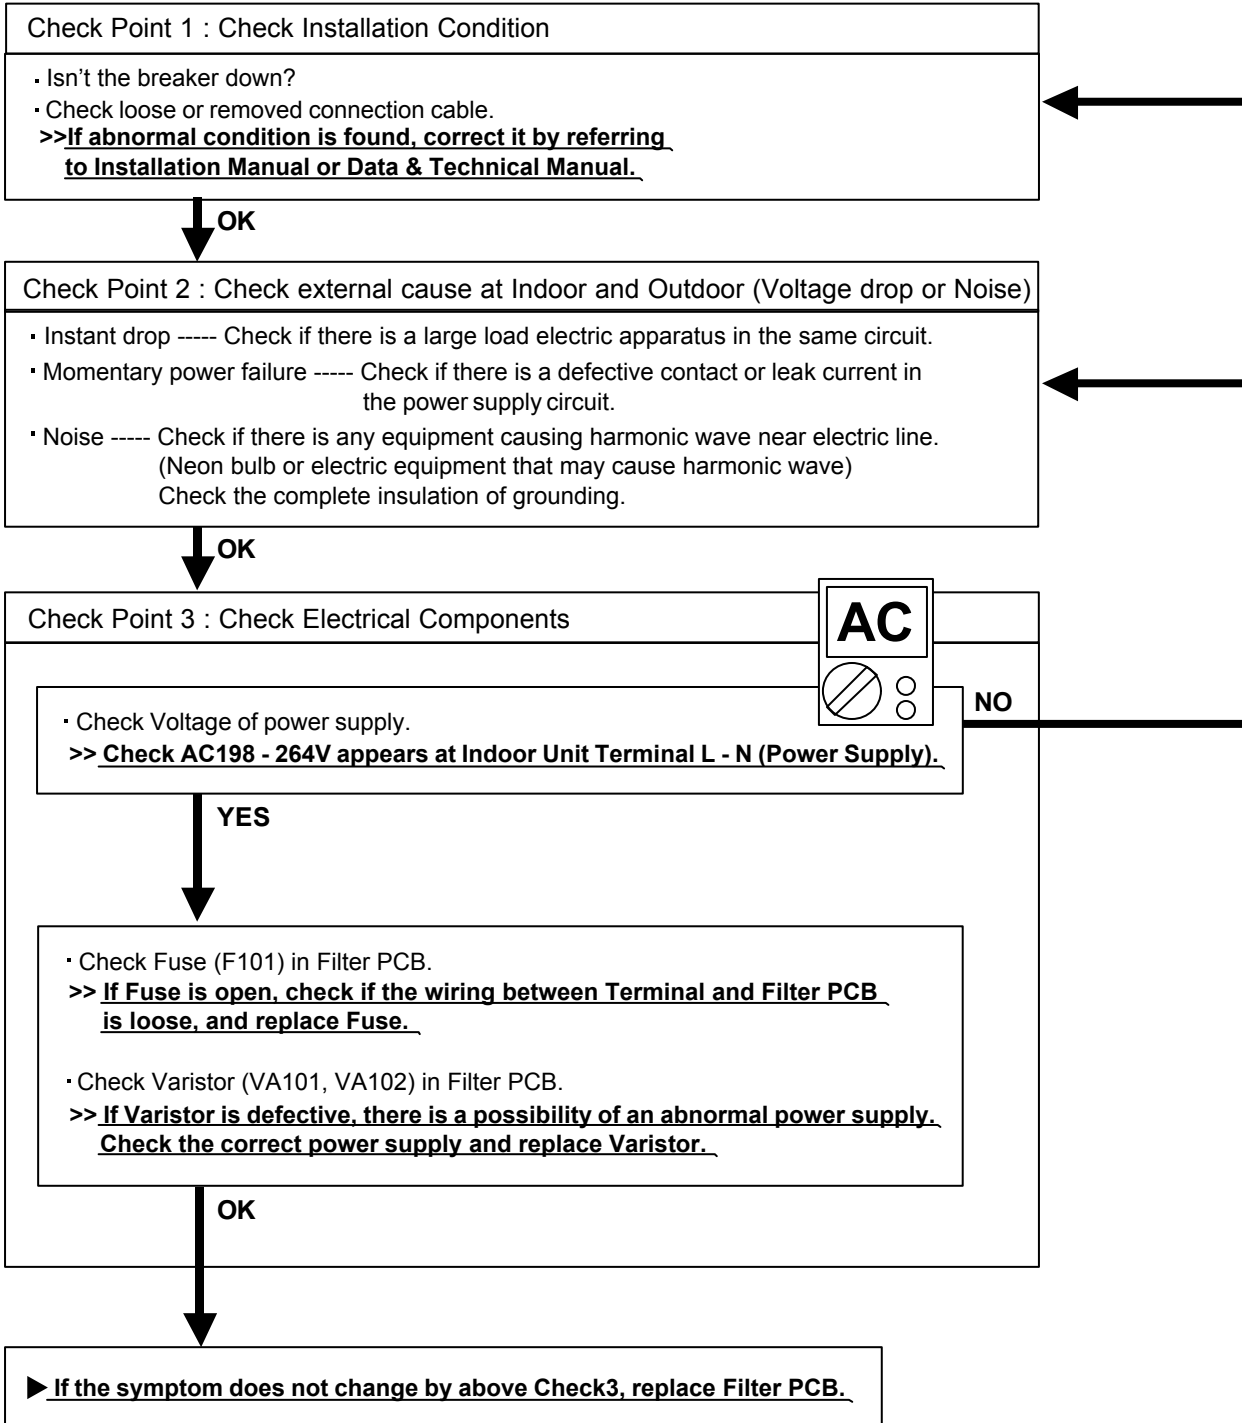 Check Point 1 : Check Installation Condition
· Isn't the breaker down?
· Check loose or removed connection cable.
>>If abnormal condition is found, correct it by referring
to Installation Manual or Data & Technical Manual.
OK
Check Point 2 : Check external cause at Indoor and Outdoor (Voltage drop or Noise)
· Instant drop ----- Check if there is a large load electric apparatus in the same circuit.
· Momentary power failure ----- Check if there is a defective contact or leak current in
the power supply circuit.
· Noise ----- Check if there is any equipment causing harmonic wave near electric line.
(Neon bulb or electric equipment that may cause harmonic wave)
Check the complete insulation of grounding.
OK
Check Point 3 : Check Electrical Components
AC
NO
· Check Voltage of power supply.
>> Check AC198 - 264V appears at Indoor Unit Terminal L - N (Power Supply).
YES
· Check Fuse (F101) in Filter PCB.
>> If Fuse is open, check if the wiring between Terminal and Filter PCB
is loose, and replace Fuse.
· Check Varistor (VA101, VA102) in Filter PCB.
>> If Varistor is defective, there is a possibility of an abnormal power supply.
Check the correct power supply and replace Varistor.
OK
▶ If the symptom does not change by above Check3, replace Filter PCB.